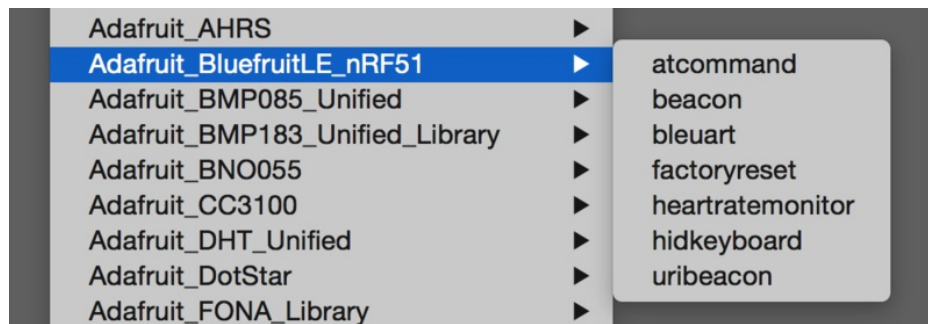 Adafruit_AHRS
Adafruit_BluefruitLE_nRF51
Adafruit_BMP085_Unified
Adafruit_BMP183_Unified_Library
Adafruit_BNO055
Adafruit_CC3100
Adafruit_DHT_Unified
Adafruit_DotStar
Adafruit_FONA_Library
atcommand
beacon
bleuart
factoryreset
heartratemonitor
hidkeyboard
uribeacon